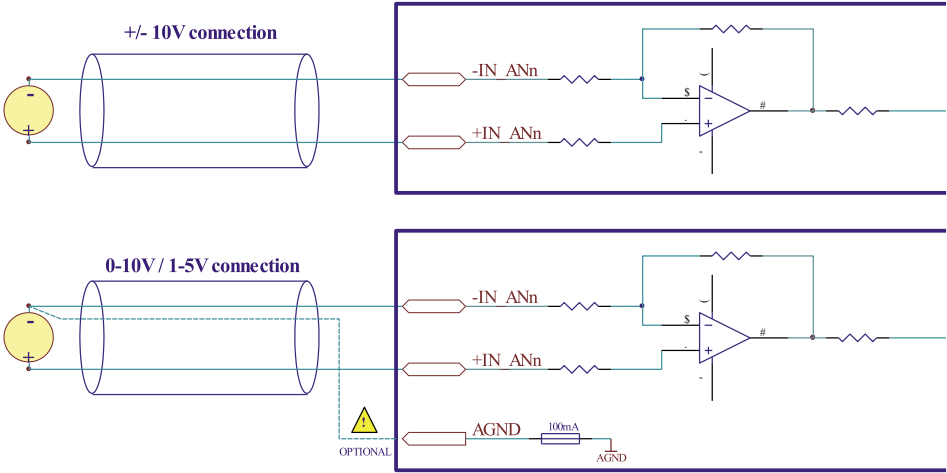 +/- 10V connection
-IN_ANn
$
#
+IN_ANn
0-10V / 1-5V connection
-IN_ANn
$
#
+IN_ANn
AGND
100mA
OPTIONAL
AGND